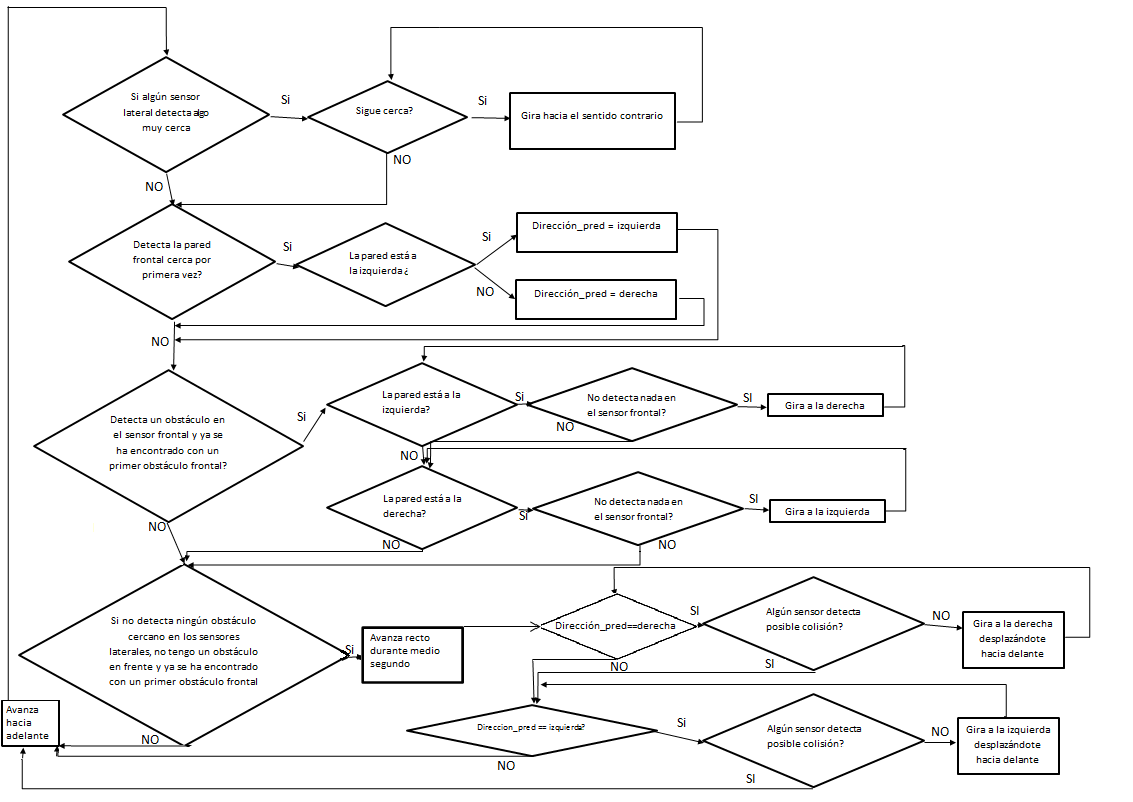 Si algún sensor
lateral detecta algo
muy cerca
Si
Sigue cerca?
Si
Gira hacia el sentido contrario
NO
NO
Detecta la pared
frontal cerca por
primera vez?
Si
La pared está a
la izquierda ¿
Si
Dirección_pred = izquierda
NO
Dirección_pred = derecha
NO
Detecta un obstáculo en
el sensor frontal y ya se
ha encontrado con un
primer obstáculo frontal?
Si
La pared está a la
izquierda?
Si
No detecta nada en
el sensor frontal?
SI
Gira a la derecha
NO
NO
La pared está a la
derecha?
SI
No detecta nada en
el sensor frontal?
SI
Gira a la izquierda
NO
NO
NO
Si no detecta ningún obstáculo
cercano en los sensores
laterales, no tengo un obstáculo
en frente y ya se ha encontrado
con un primer obstáculo frontal
Si
Avanza recto
durante medio
segundo
Dirección_pred==derecha
SI
Algún sensor detecta
posible colisión?
NO
Gira a la derecha
desplazándote
hacia delante
NO
SI
Direccion_pred == izquierda?
Si
Algún sensor detecta
posible colisión?
NO
Gira a la izquierda
desplazándote
hacia delante
Avanza
hacia
adelante
NO
NO
SI